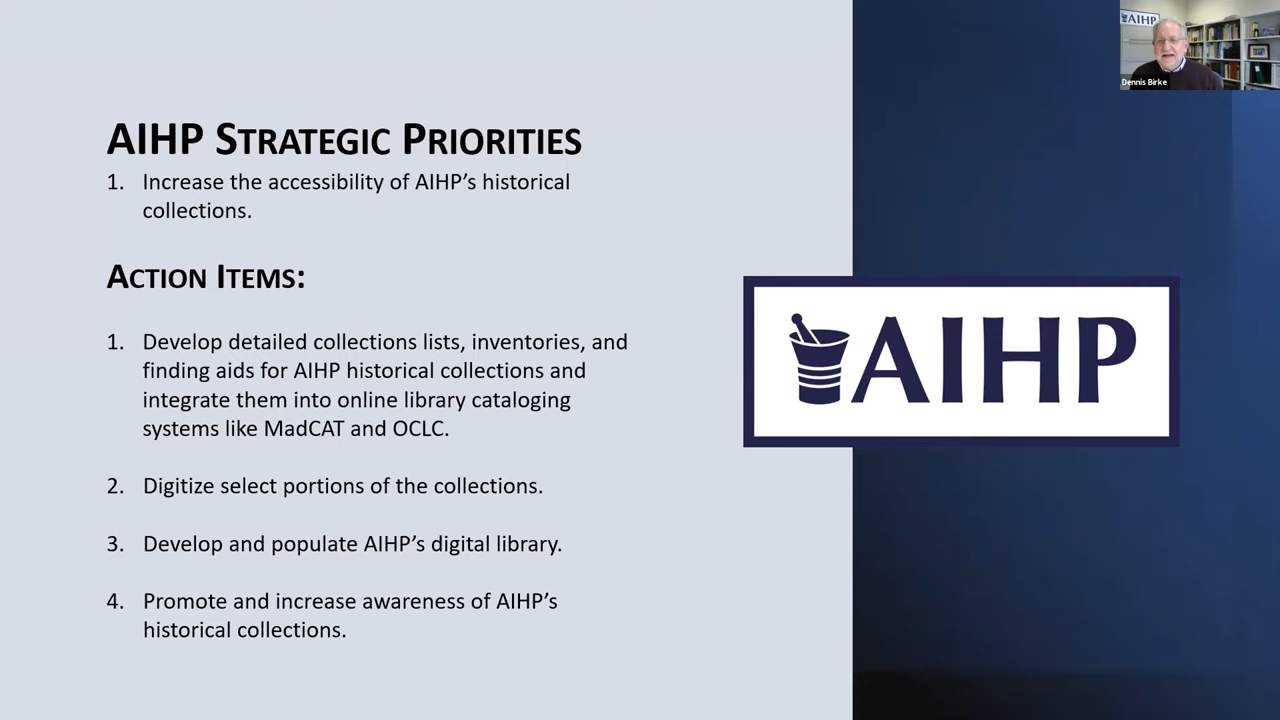 AIHP
Dennis Birke
AIHP STRATEGIC PRIORITIES
1. Increase the accessibility of AIHP’s historical
collections.
ACTION ITEMS:
1. Develop detailed collections lists, inventories, and
finding aids for AIHP historical collections and
integrate them into online library cataloging
systems like MadCAT and OCLC.
2. Digitize select portions of the collections.
3. Develop and populate AIHP’s digital library.
4. Promote and increase awareness of AIHP’s
historical collections.
AIHP